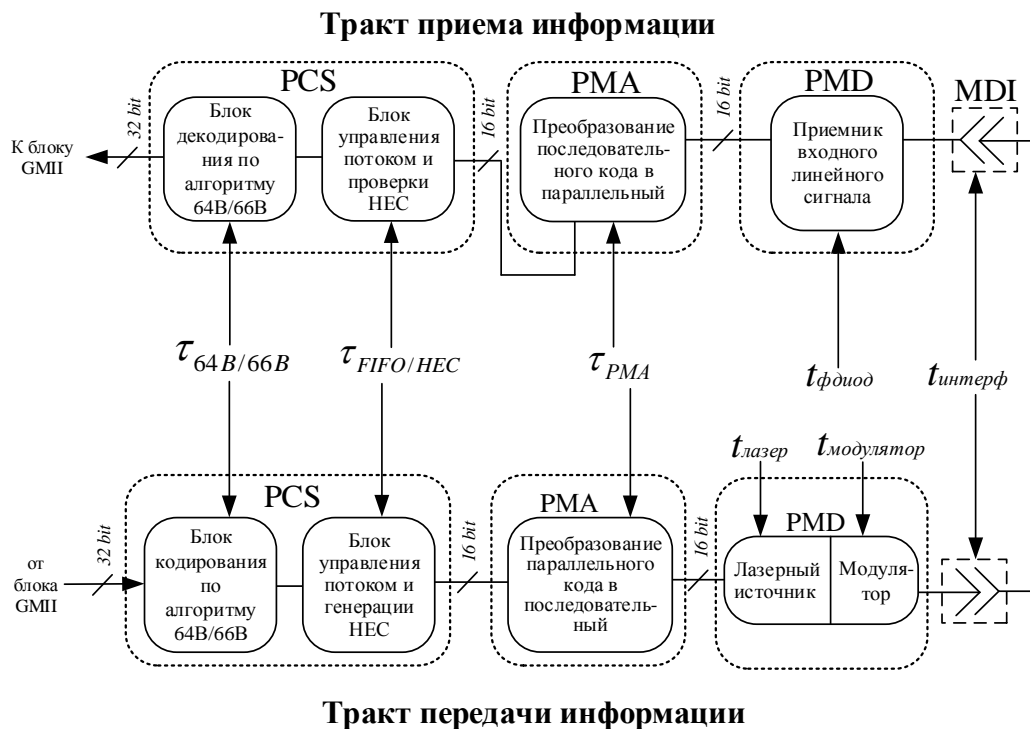 Тракт приема информации
PCS
PMA
PMD
MDI
32 bit
16 bit
16 bit
К блоку
GMII
Блок
декодирова-
ния по
алгоритму
64B/66B
Блок
управления
потоком и
проверки
HEC
Преобразование
последователь-
ного кода в
параллельный
Приемник
входного
линейного
сигнала
τ64B/66B
τFIFO/HEC
τPMA
tфдиод
tинтерф
tлазер
tмодулятор
PCS
PMA
PMD
32 bit
16 bit
16 bit
от
блока
GMII
Блок
кодирования
по
алгоритму
64B/66B
Блок
управления
потоком и
генерации
HEC
Преобразование
параллельного
кода в
последователь-
ный
Лазерный
источник
Модуля-
тор
Тракт передачи информации